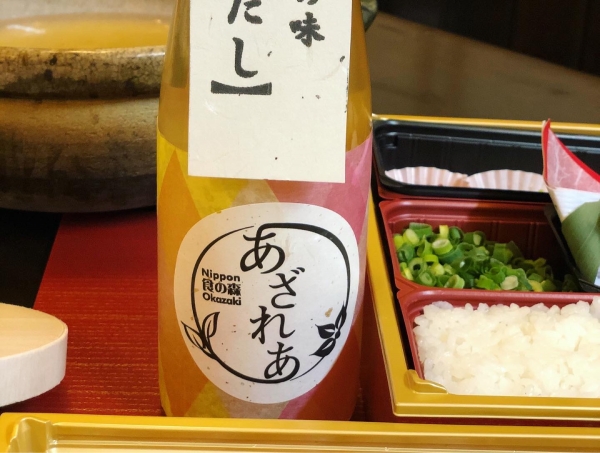 の味
だし】
Nippon
食の森
Okazaki
あざれあ